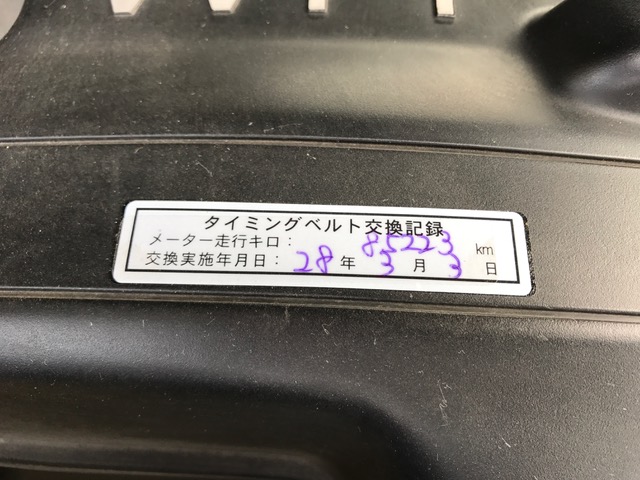 タイミングベルト交換記録
メーター走行キロ： 85223 km
交換実施年月日： 28 年 3 月 3 日